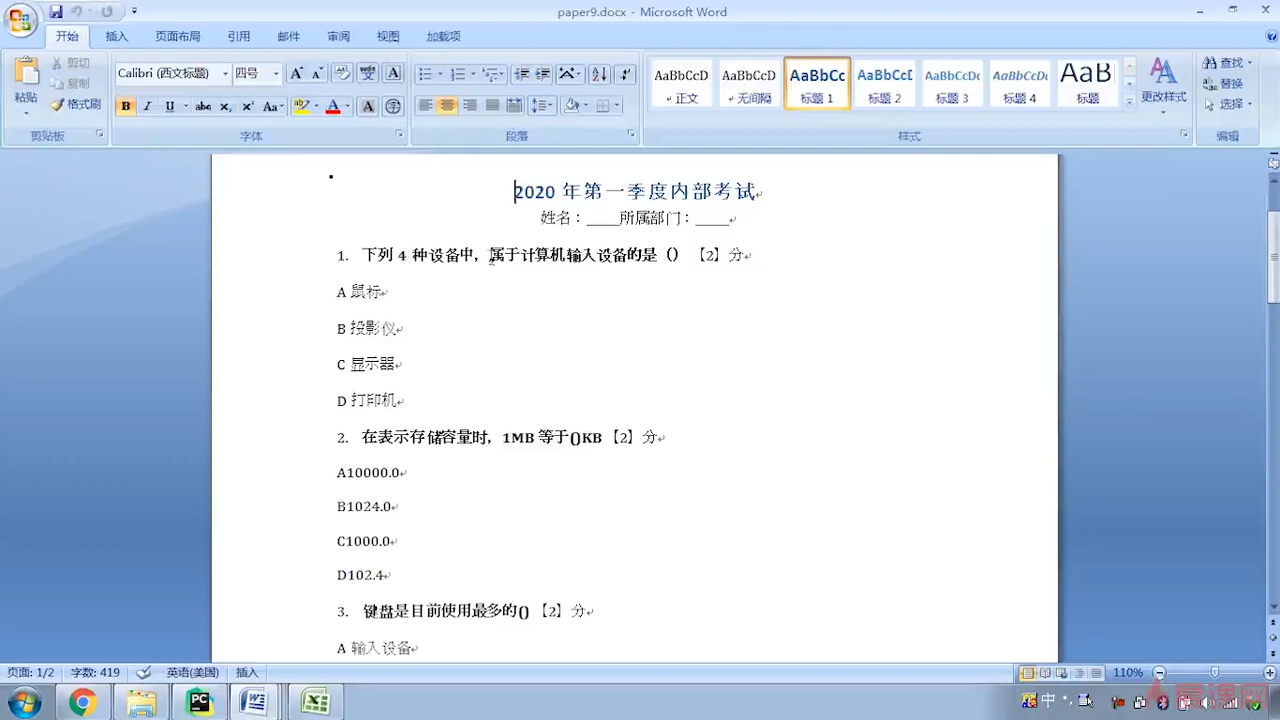 paper9.docx - Microsoft Word
开始 插入 页面布局 引用 邮件 审阅 视图 加载项
粘贴 剪切 复制 格式刷
Calibri (西文标题) 四号
AaBbCcD AaBbCcD AaBbCc AaBbCcD AaBbCcDc AaBbCcDc AaB
正文 无间隔 标题 1 标题 2 标题 3 标题 4 标题
更改样式
查找 替换 选择
剪贴板 字体 段落 样式 编辑
2020 年第一季度内部考试
姓名：____所属部门：____
1. 下列 4 种设备中，属于计算机输入设备的是（） 【2】分
A 鼠标
B 投影仪
C 显示器
D 打印机
2. 在表示存储容量时，1MB 等于()KB 【2】分
A10000.0
B1024.0
C1000.0
D102.4
3. 键盘是目前使用最多的() 【2】分
A 输入设备
页面: 1/2 字数: 419 英语(美国) 插入 110%
PC
中
慕课网